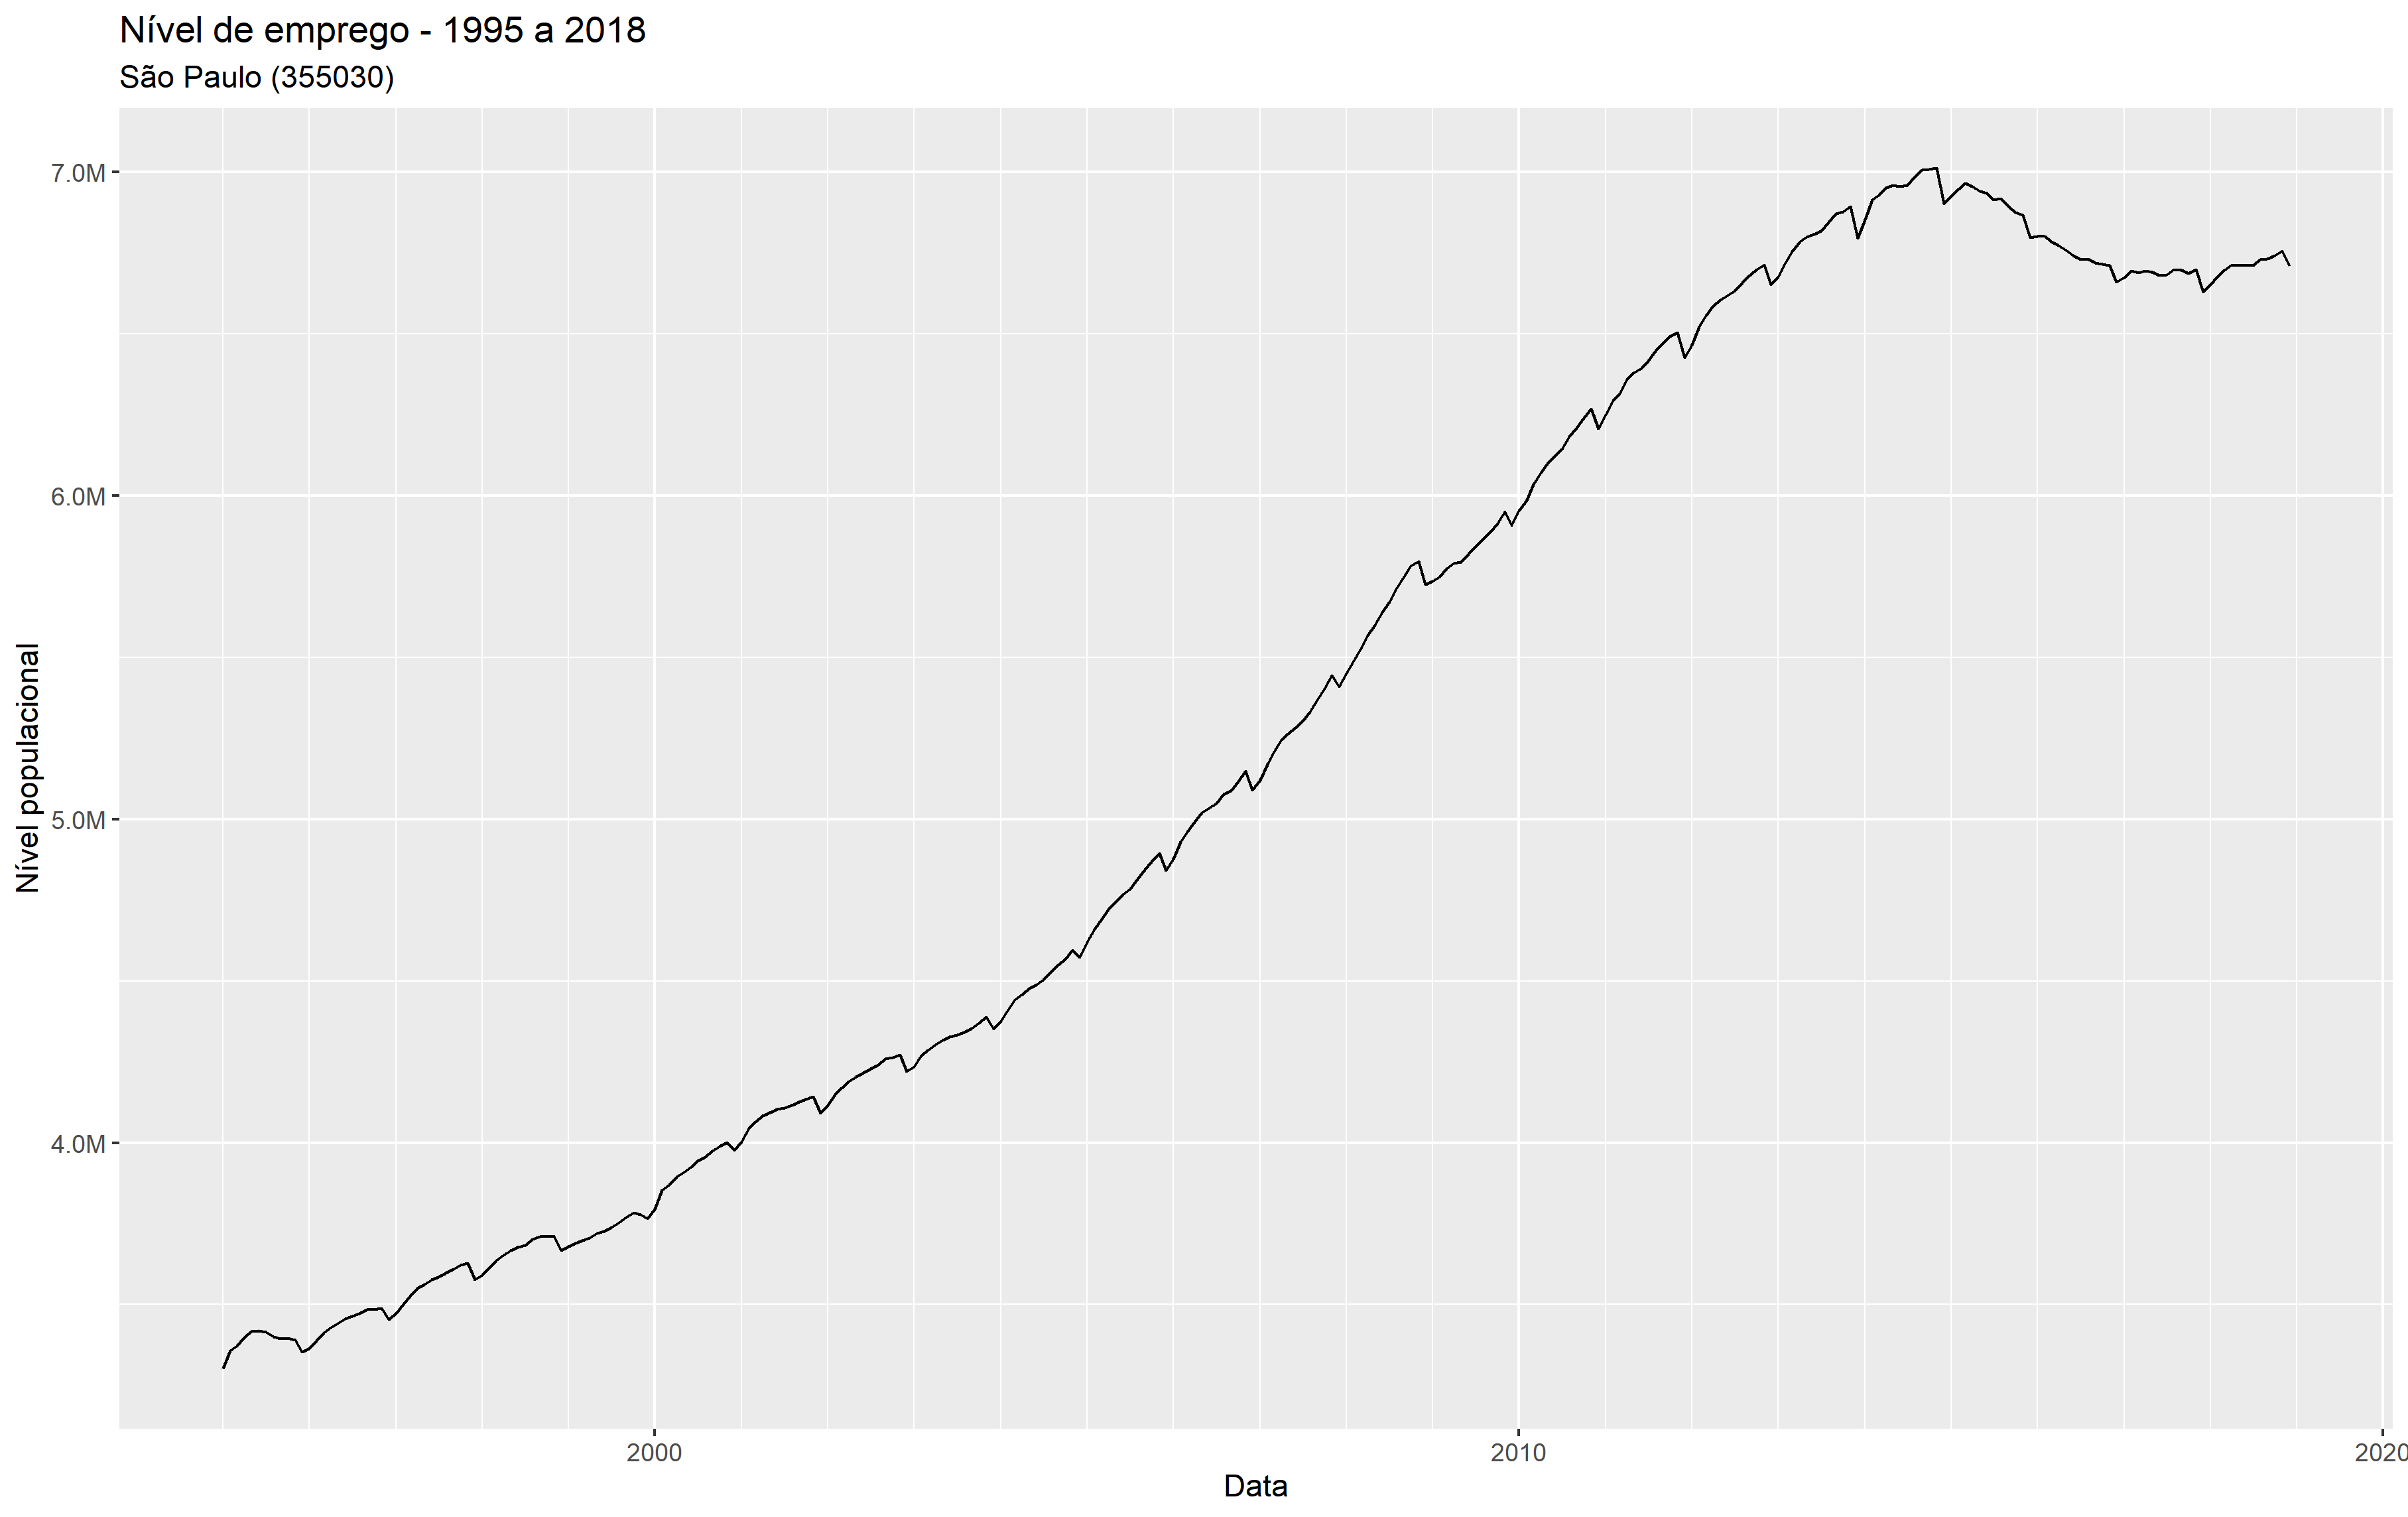 Nível de emprego - 1995 a 2018
São Paulo (355030)
Nível populacional
7.0M
6.0M
5.0M
4.0M
2000
2010
2020
Data